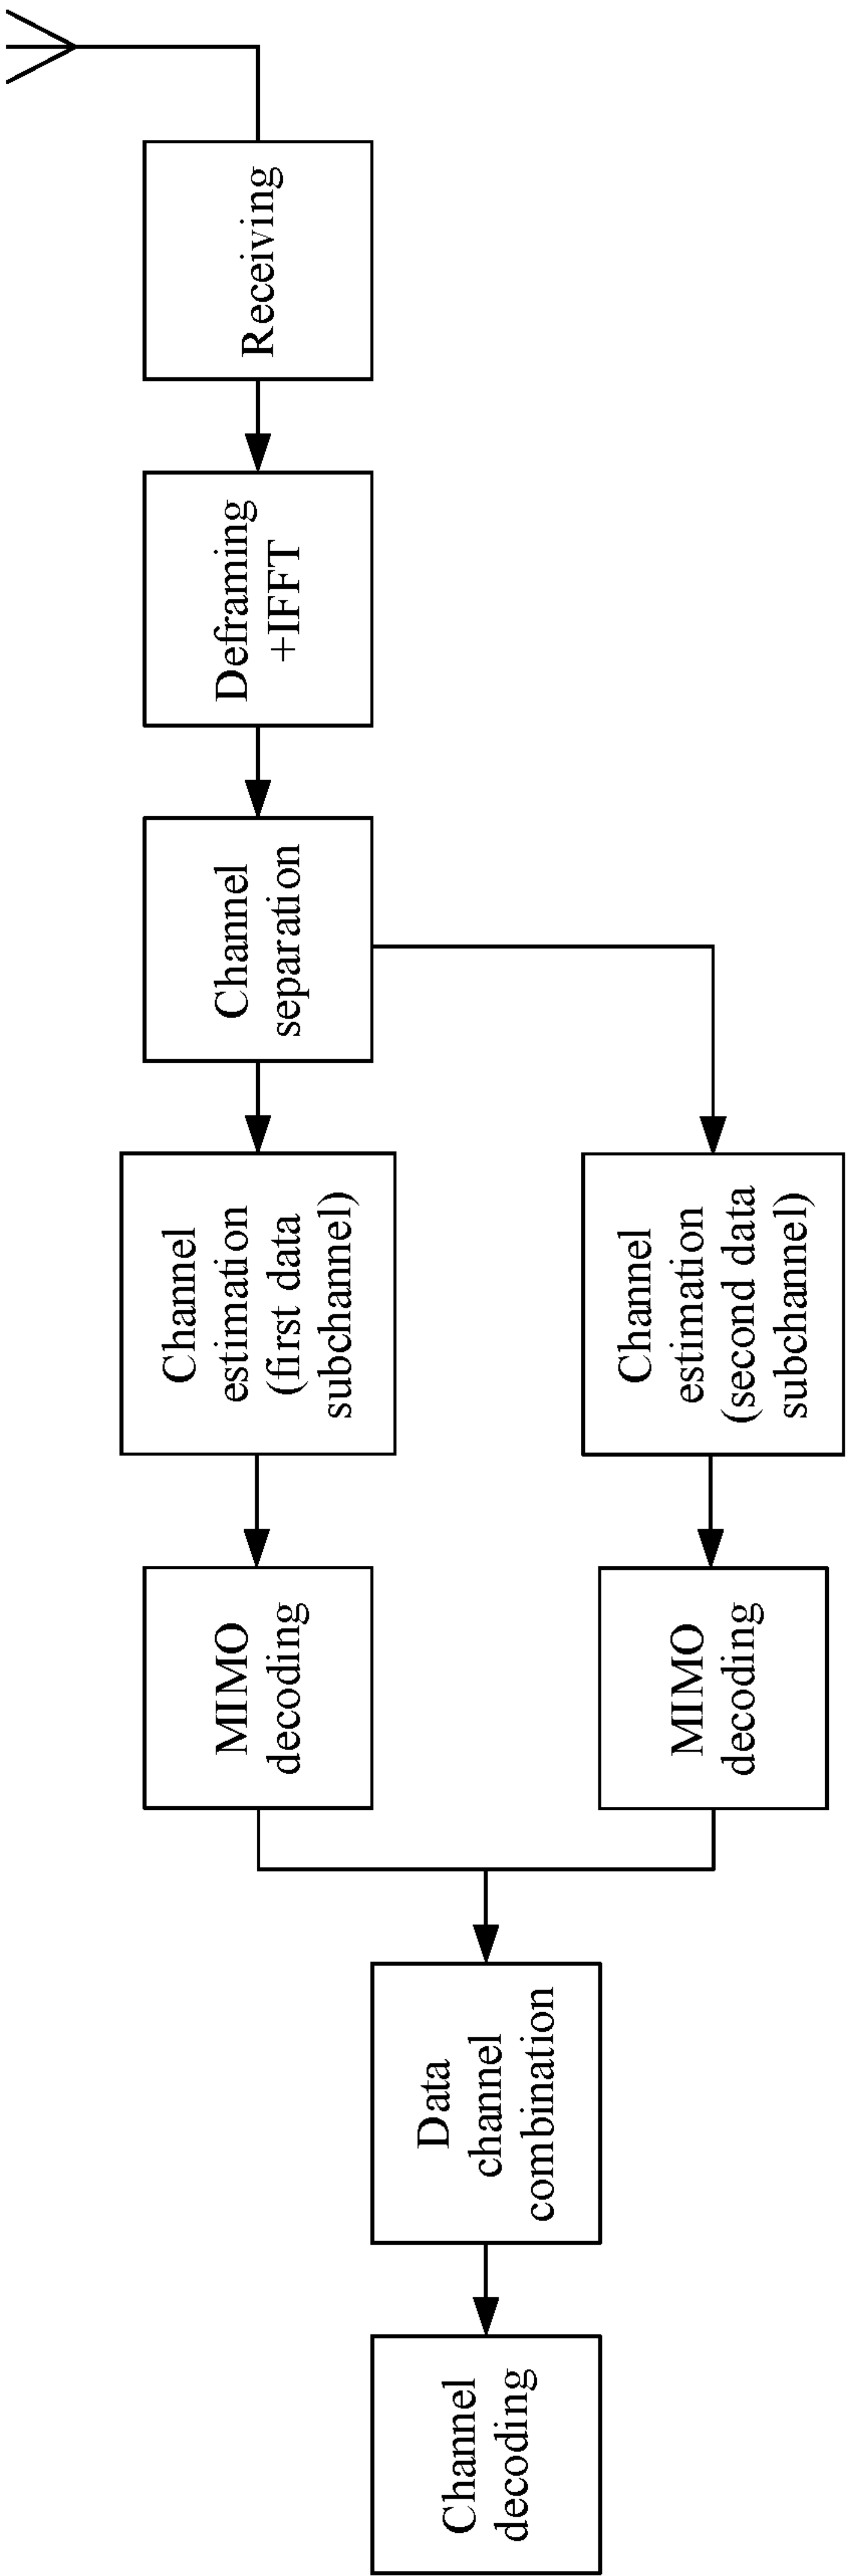 Receiving
Deframing
+IFFT
Channel
separation
Channel
estimation
(first data
subchannel)
Channel
estimation
(second data
subchannel)
MIMO
decoding
MIMO
decoding
Data
channel
combination
Channel
decoding